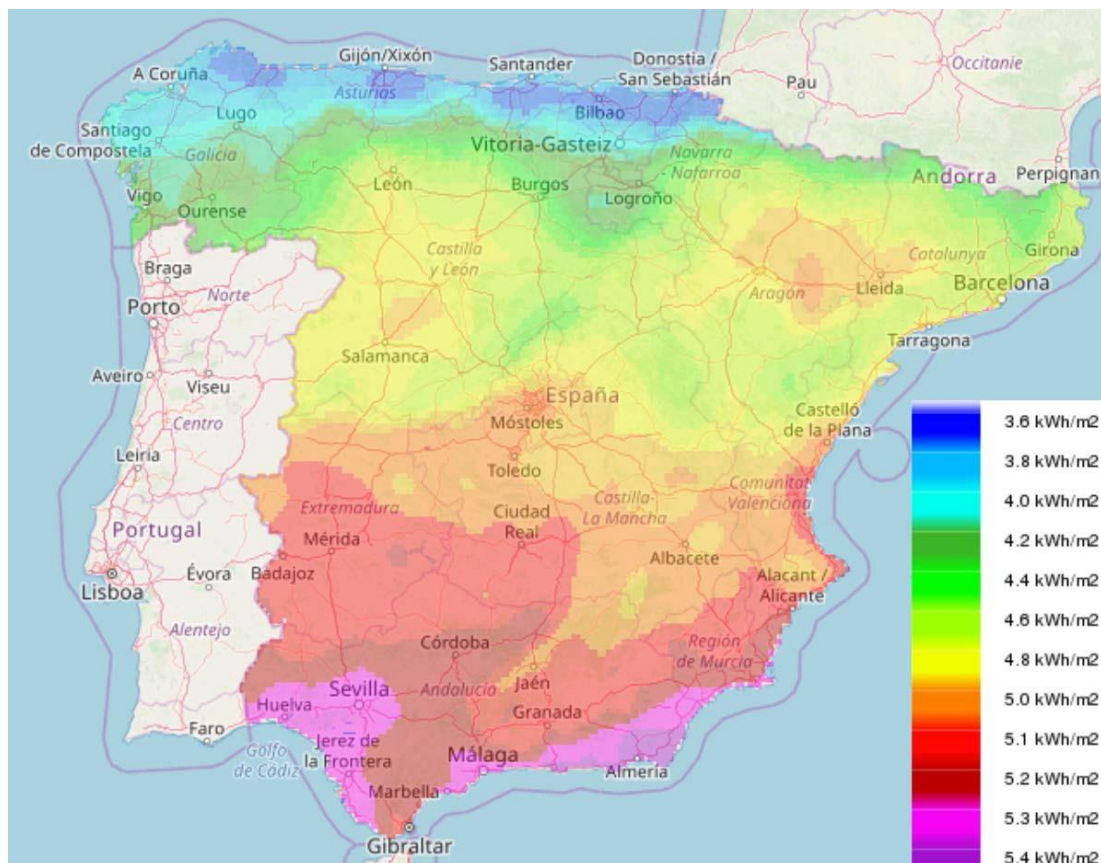 Gijón/Xixón
Santander
Donostia /
San Sebastián
A Coruña
Asturias
Bilbao
Pau
Occitanie
Lugo
Santiago
de Compostela
Galicia
Vitoria-Gasteiz
Navarra
- Nafarroa
Andorra
Perpignan
Vigo
Ourense
León
Burgos
Logroño
Girona
Braga
Castilla
y León
Catalunya
Norte
Porto
Aragón
Lleida
Barcelona
Salamanca
Tarragona
Aveiro
Viseu
España
Móstoles
Centro
Castelló
de la Plana
Leiria
Toledo
Extremadura
Castilla-
La Mancha
Comunitat
Valenciana
Ciudad
Real
Portugal
Mérida
Albacete
Évora
Badajoz
Lisboa
Alacant /
Alicante
Alentejo
Córdoba
Región
de Murcia
Sevilla
Andalucía
Jaén
Huelva
Granada
Faro
Golfo
de Cádiz
Jerez de
la Frontera
Málaga
Almería
Marbella
Gibraltar
3.6 kWh/m2
3.8 kWh/m2
4.0 kWh/m2
4.2 kWh/m2
4.4 kWh/m2
4.6 kWh/m2
4.8 kWh/m2
5.0 kWh/m2
5.1 kWh/m2
5.2 kWh/m2
5.3 kWh/m2
5.4 kWh/m2